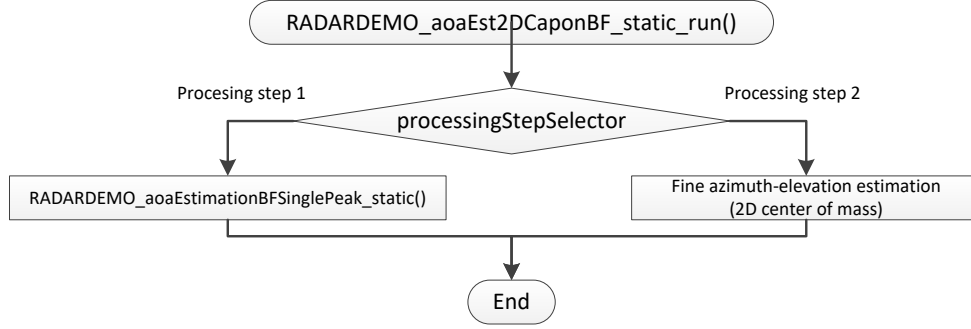 RADARDEMO_aoaEst2DCaponBF_static_run()
Procesing step 1
Processing step 2
processingStepSelector
RADARDEMO_aoaEstimationBFSinglePeak_static()
Fine azimuth-elevation estimation
(2D center of mass)
End